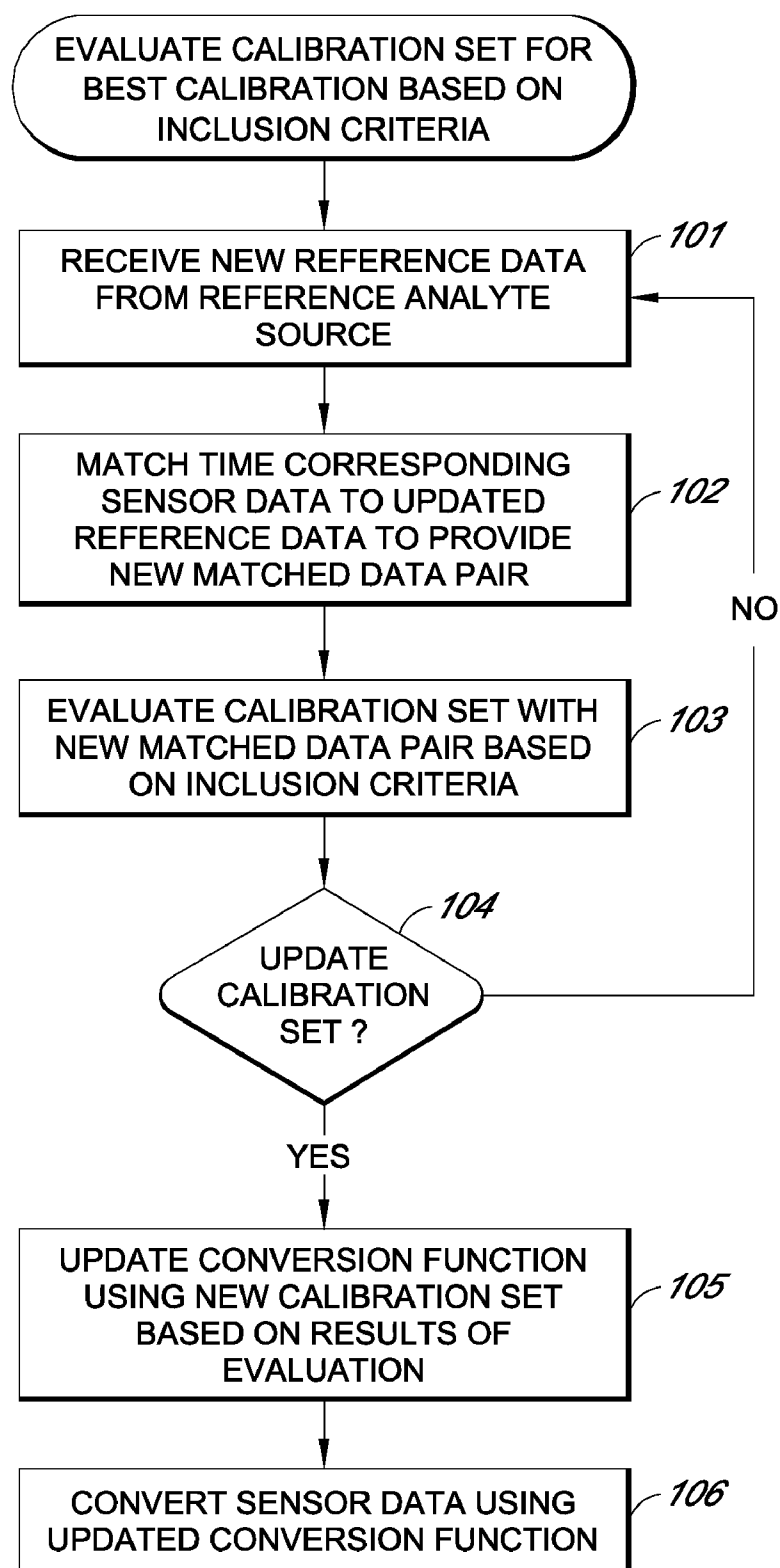 EVALUATE CALIBRATION SET FOR
BEST CALIBRATION BASED ON
INCLUSION CRITERIA
101
RECEIVE NEW REFERENCE DATA
FROM REFERENCE ANALYTE
SOURCE
MATCH TIME CORRESPONDING
SENSOR DATA TO UPDATED
REFERENCE DATA TO PROVIDE
NEW MATCHED DATA PAIR
102
NO
EVALUATE CALIBRATION SET WITH
NEW MATCHED DATA PAIR BASED
ON INCLUSION CRITERIA
103
104
UPDATE
CALIBRATION
SET ?
YES
UPDATE CONVERSION FUNCTION
USING NEW CALIBRATION SET
BASED ON RESULTS OF
EVALUATION
105
CONVERT SENSOR DATA USING
UPDATED CONVERSION FUNCTION
106